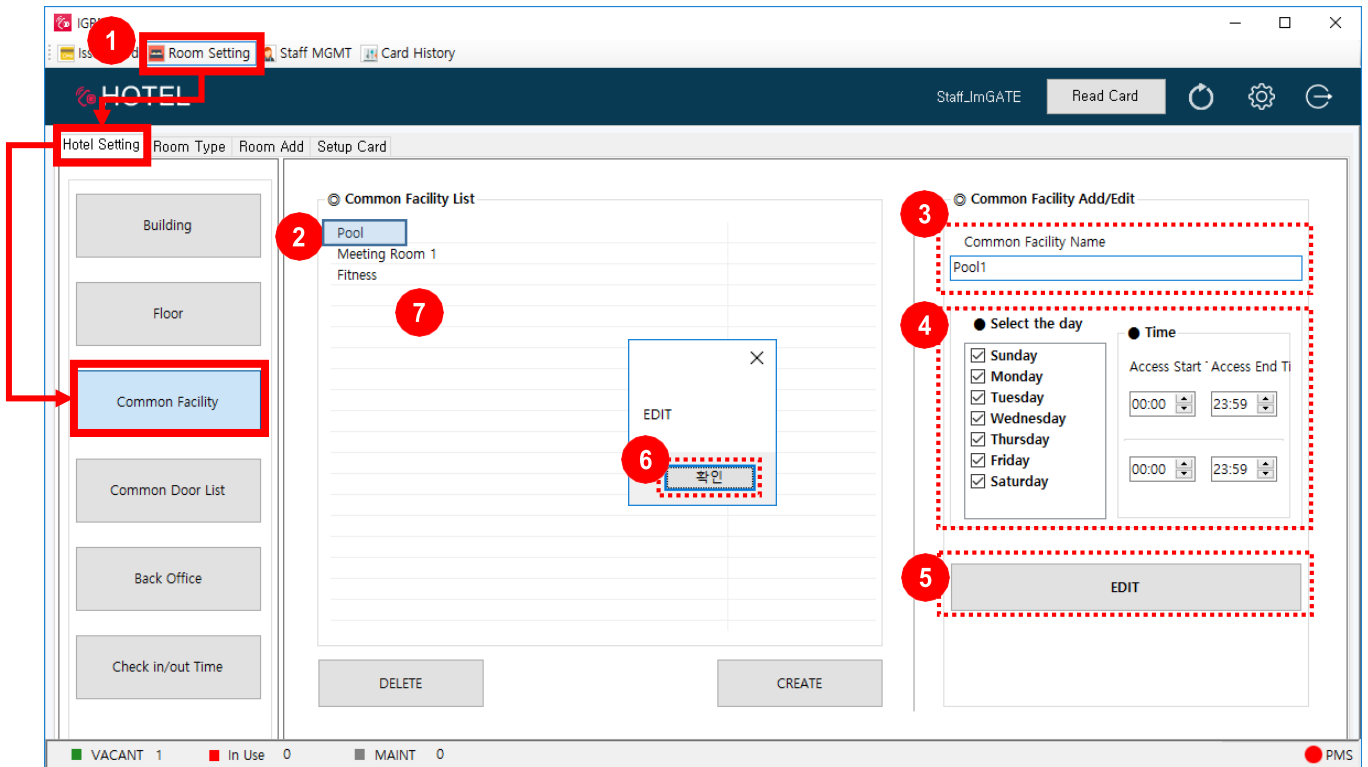 IGR
1
Iss d Room Setting Staff MGMT Card History
HOTEL
Staff_ImGATE Read Card
Hotel Setting Room Type Room Add Setup Card
Building
Floor
Common Facility
Common Door List
Back Office
Check in/out Time
◎ Common Facility List
2
Pool
Meeting Room 1
Fitness
7
EDIT
6
확인
DELETE CREATE
◎ Common Facility Add/Edit
3
Common Facility Name
Pool1
4
● Select the day
Sunday
Monday
Tuesday
Wednesday
Thursday
Friday
Saturday
● Time
Access Start Access End Ti
00:00 23:59
00:00 23:59
5
EDIT
VACANT 1 In Use 0 MAINT 0 PMS